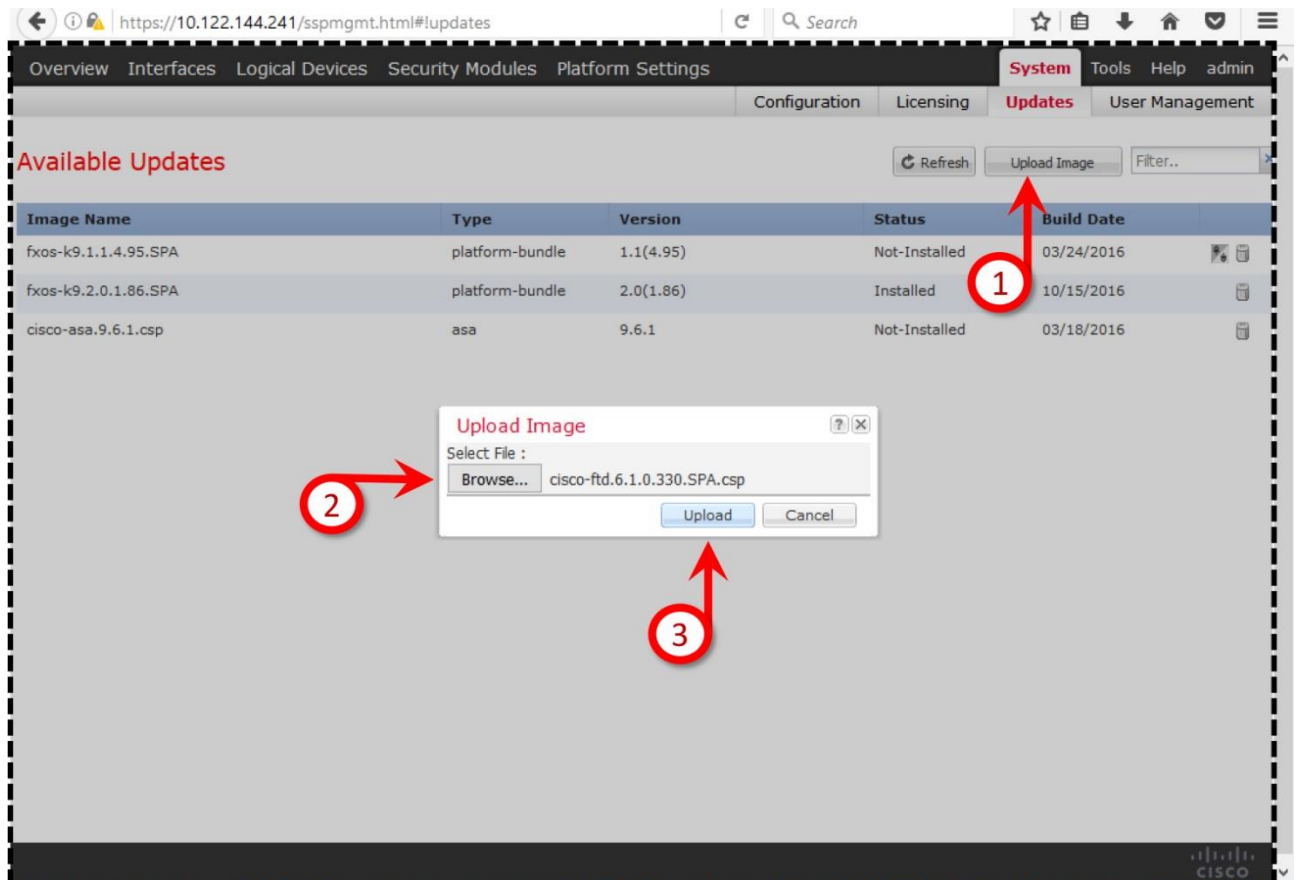 https://10.122.144.241/sspmgmt.html#!updates Search
Overview Interfaces Logical Devices Security Modules Platform Settings System Tools Help admin
Configuration Licensing Updates User Management
Available Updates Refresh Upload Image Filter..
Image Name Type Version Status Build Date
fxos-k9.1.1.4.95.SPA platform-bundle 1.1(4.95) Not-Installed 03/24/2016
fxos-k9.2.0.1.86.SPA platform-bundle 2.0(1.86) Installed 10/15/2016
1
cisco-asa.9.6.1.csp asa 9.6.1 Not-Installed 03/18/2016
Upload Image ?
Select File :
Browse... cisco-ftd.6.1.0.330.SPA.csp
2
Upload Cancel
3
CISCO